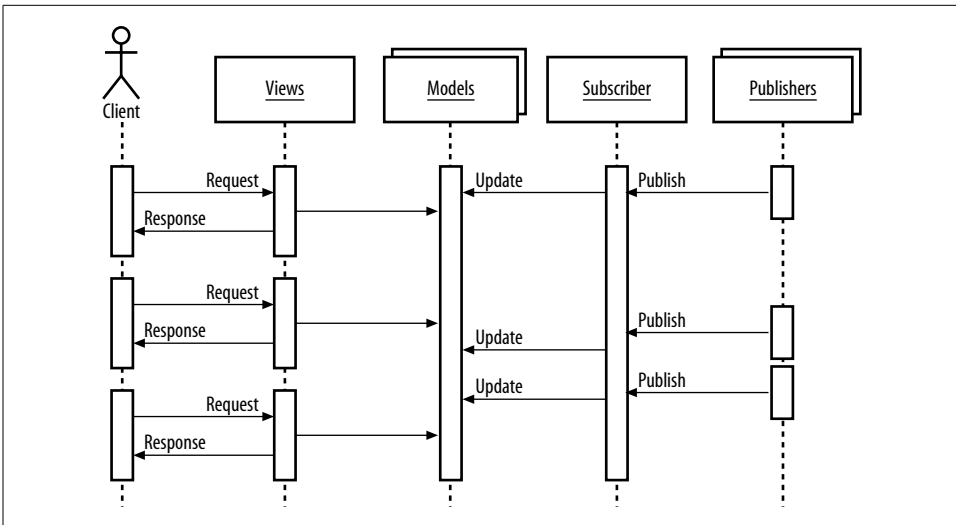 Client
Views
Models
Subscriber
Publishers
Request
Update
Publish
Response
Request
Publish
Response
Update
Update
Publish
Request
Response